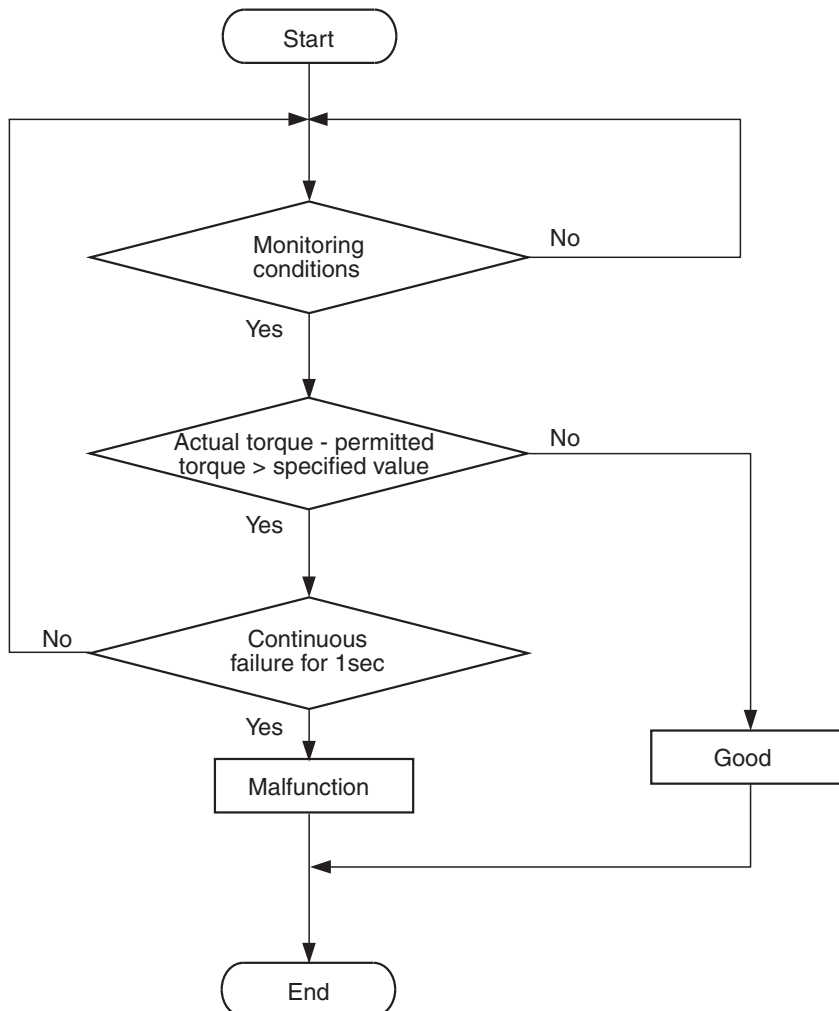 Start
Monitoring
conditions
No
Yes
Actual torque - permitted
torque > specified value
No
Yes
Continuous
failure for 1sec
No
Yes
Malfunction
Good
End